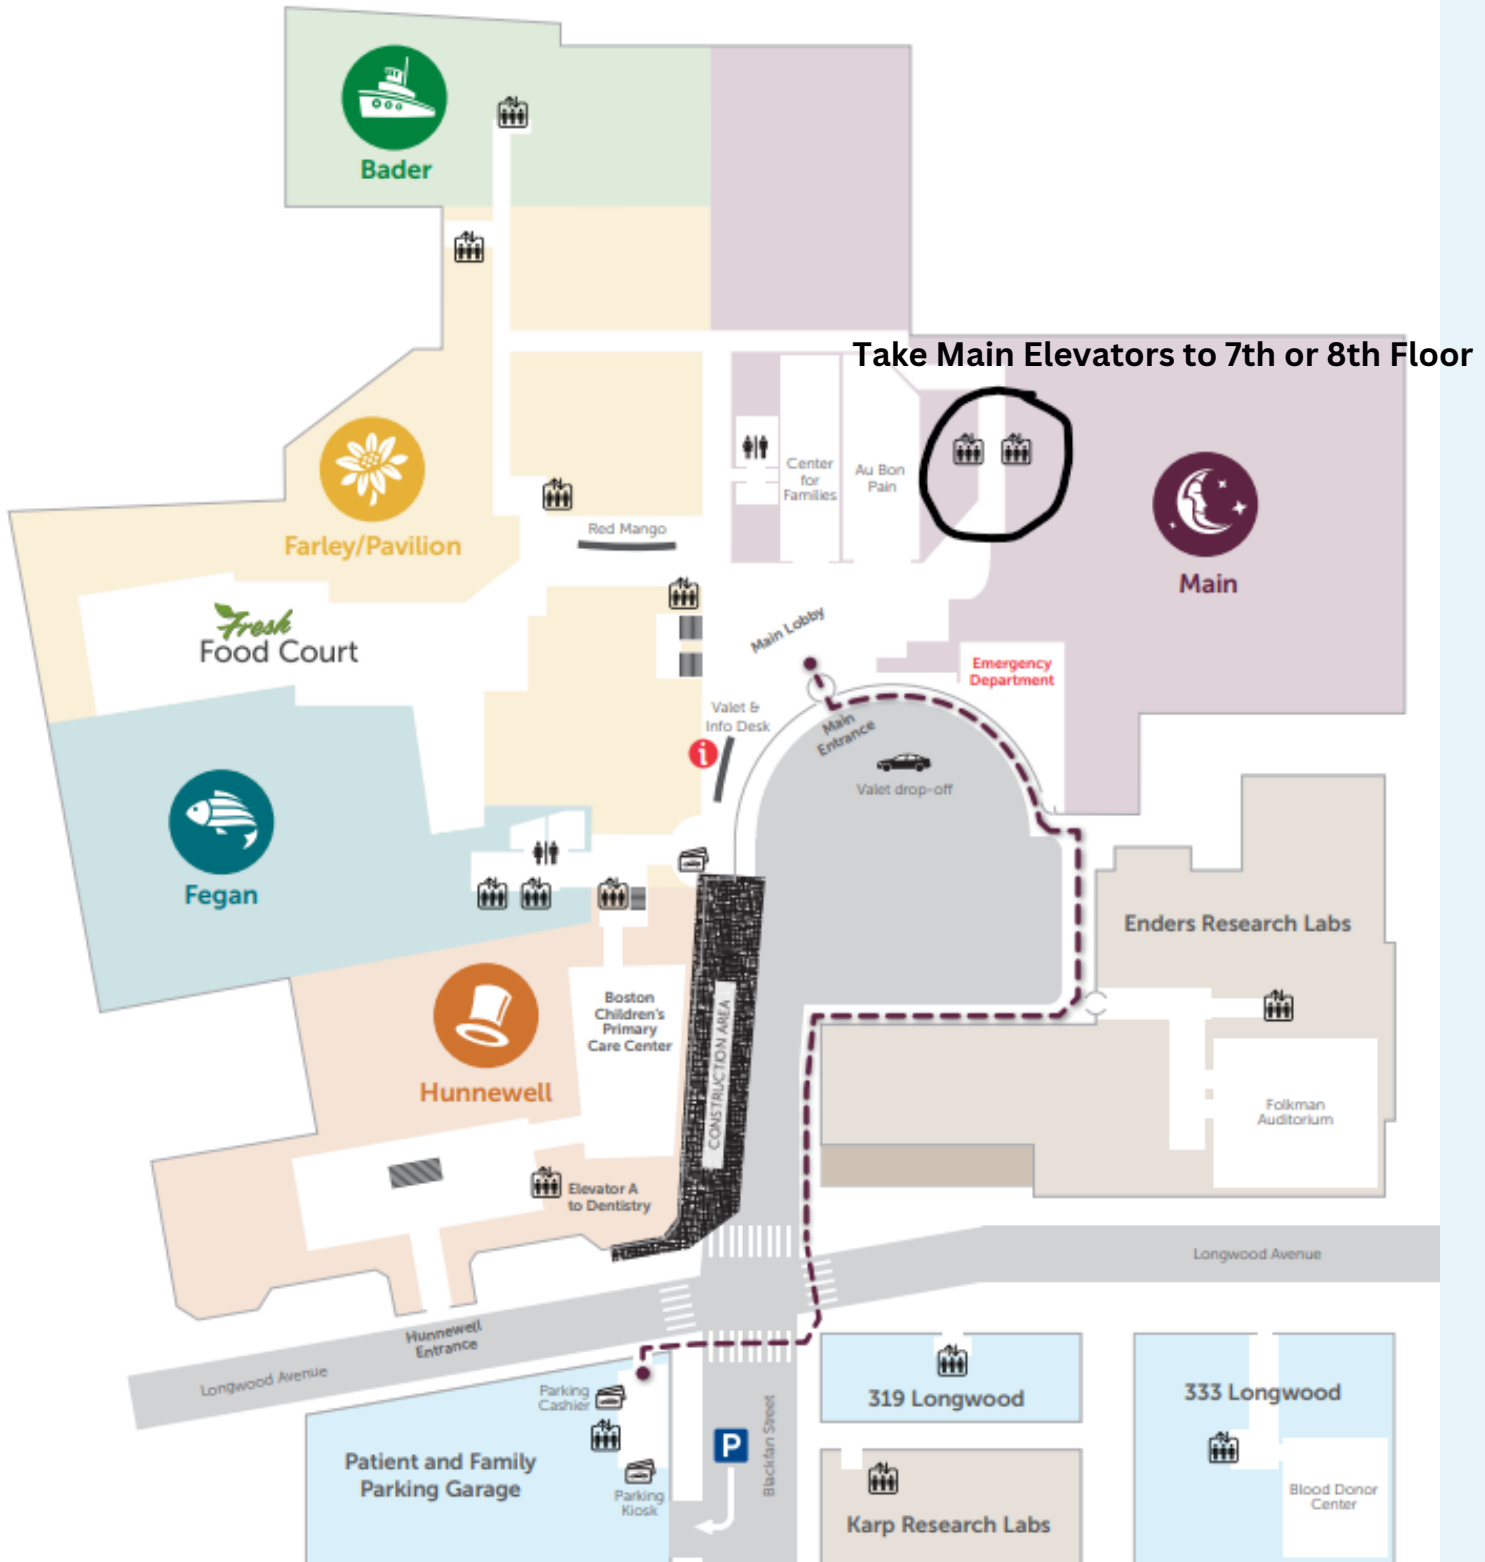 Bader
Take Main Elevators to 7th or 8th Floor
Center
for
Families
Au Bon
Pain
Main
Farley/Pavilion
Red Mango
Fresh
Food Court
Main Lobby
Emergency
Department
Valet &
Info Desk
i
Main
Entrance
Valet drop-off
Fegan
Enders Research Labs
Boston
Children's
Primary
Care Center
CONSTRUCTION AREA
Hunnewell
Folkman
Auditorium
Elevator A
to Dentistry
Longwood Avenue
Hunnewell
Entrance
Longwood Avenue
Parking
Cashier
319 Longwood
333 Longwood
Patient and Family
Parking Garage
P
Blackfan Street
Parking
Kiosk
Blood Donor
Center
Karp Research Labs